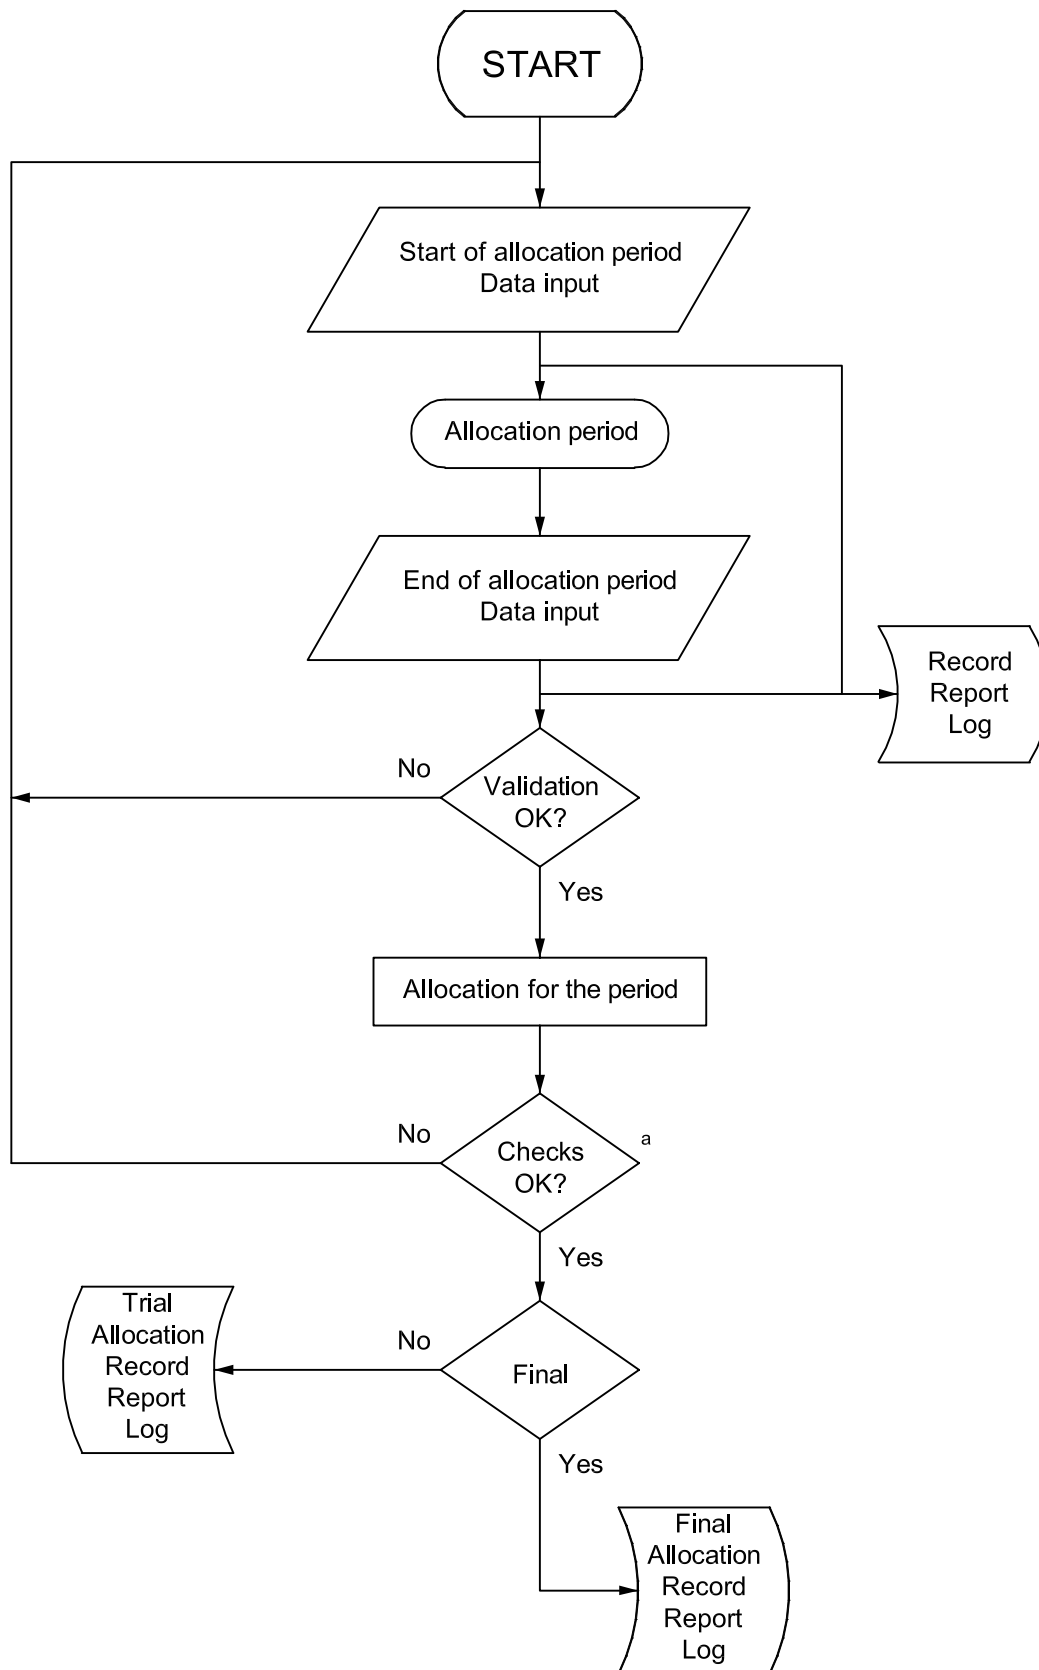 START
Start of allocation period
Data input
Allocation period
End of allocation period
Data input
Record
Report
Log
No
Validation
OK?
Yes
Allocation for the period
No
Checks
OK?
a
Yes
Trial
Allocation
Record
Report
Log
No
Final
Yes
Final
Allocation
Record
Report
Log